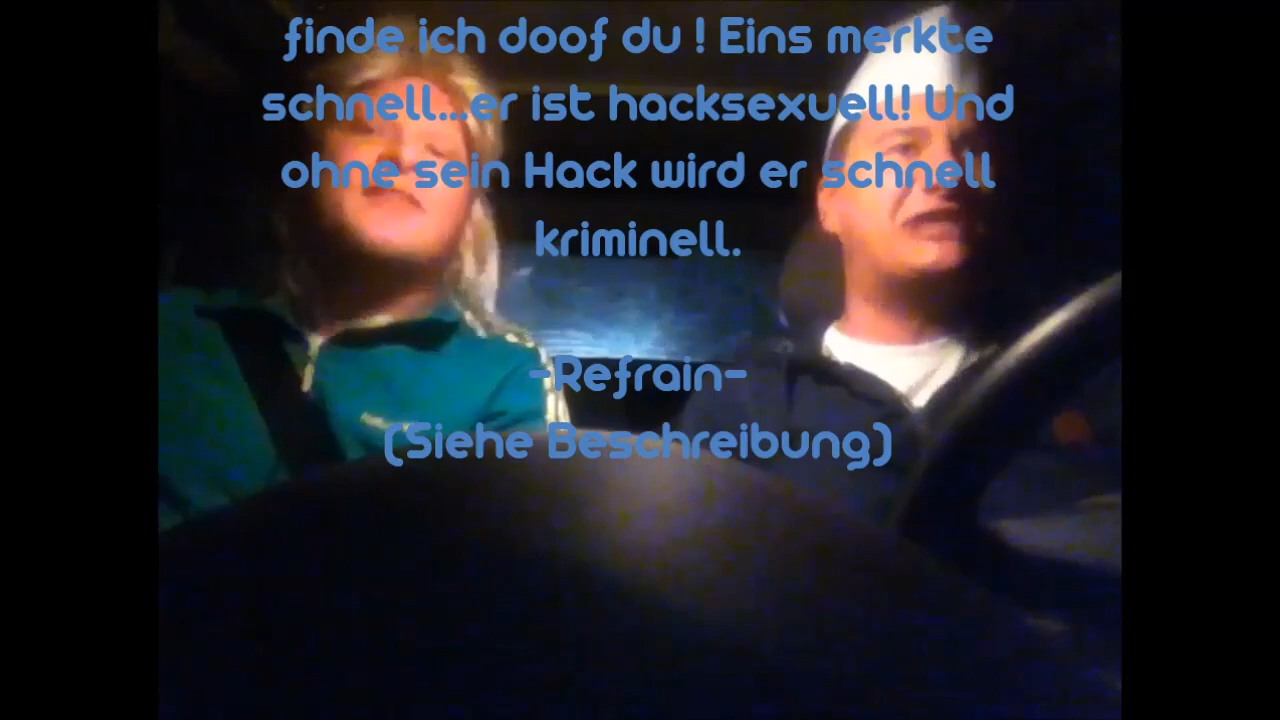 finde ich doof du ! Eins merkte
schnell...er ist hacksexuell! Und
ohne sein Hack wird er schnell
kriminell.
-Refrain-
(Siehe Beschreibung)